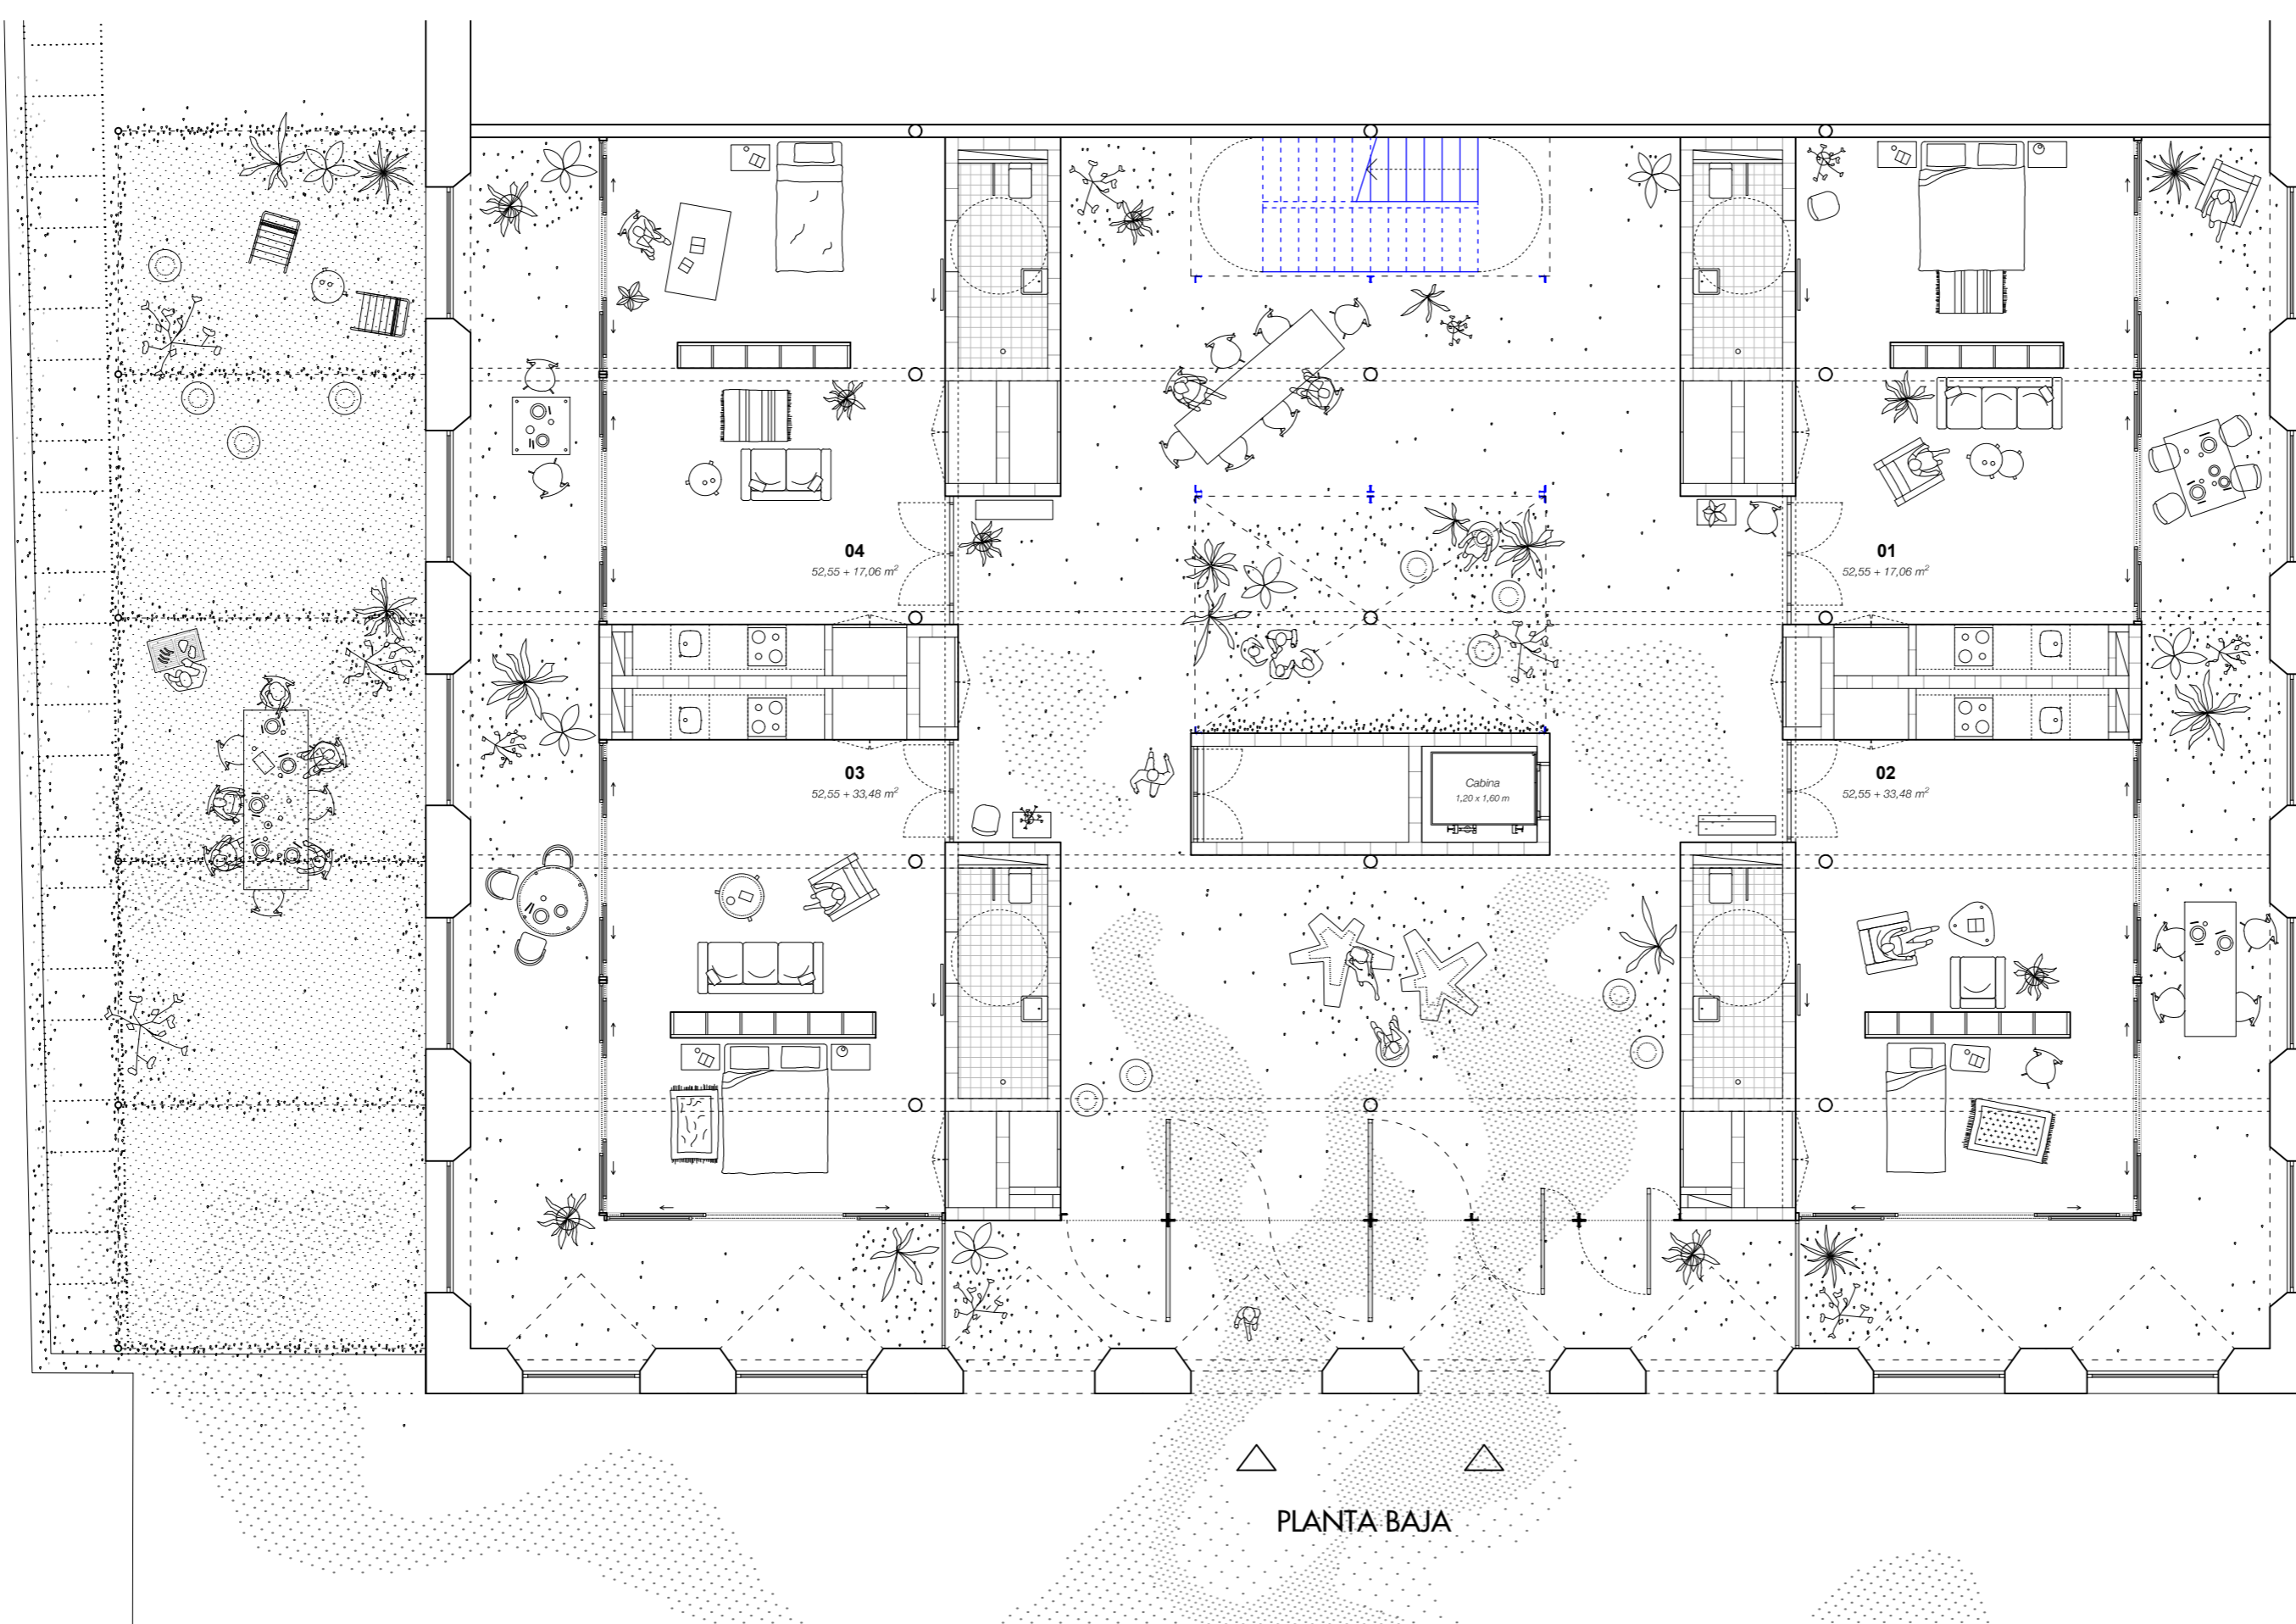 04
52,55 + 17,06 m²
01
52,55 + 17,06 m²
03
52,55 + 33,48 m²
Cabina
1,20 x 1,60 m
02
52,55 + 33,48 m²
PLANTA BAJA